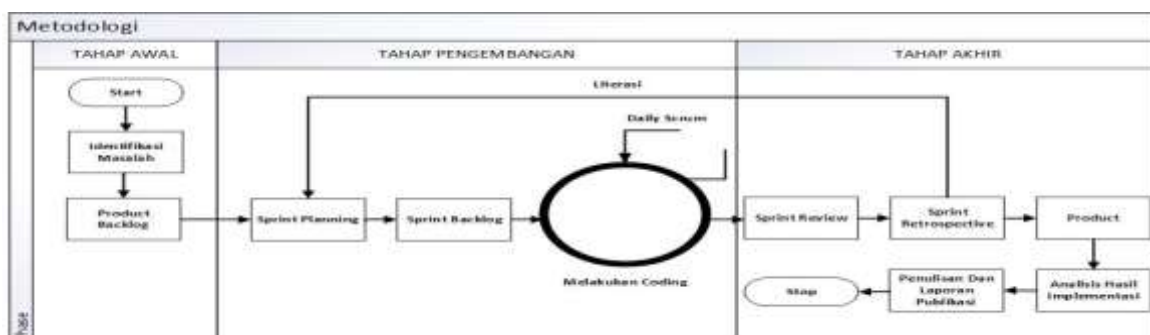 Metodologi
TAHAP AWAL
TAHAP PENGEMBANGAN
TAHAP AKHIR
Start
Identifikasi
Masalah
Product
Backlog
Literasi
Daily Scrum
Sprint Planning
Sprint Backlog
Melakukan Coding
Sprint Review
Sprint
Retrospective
Product
Analisis Hasil
Implementasi
Penulisan Dan
Laporan
Publikasi
Stop